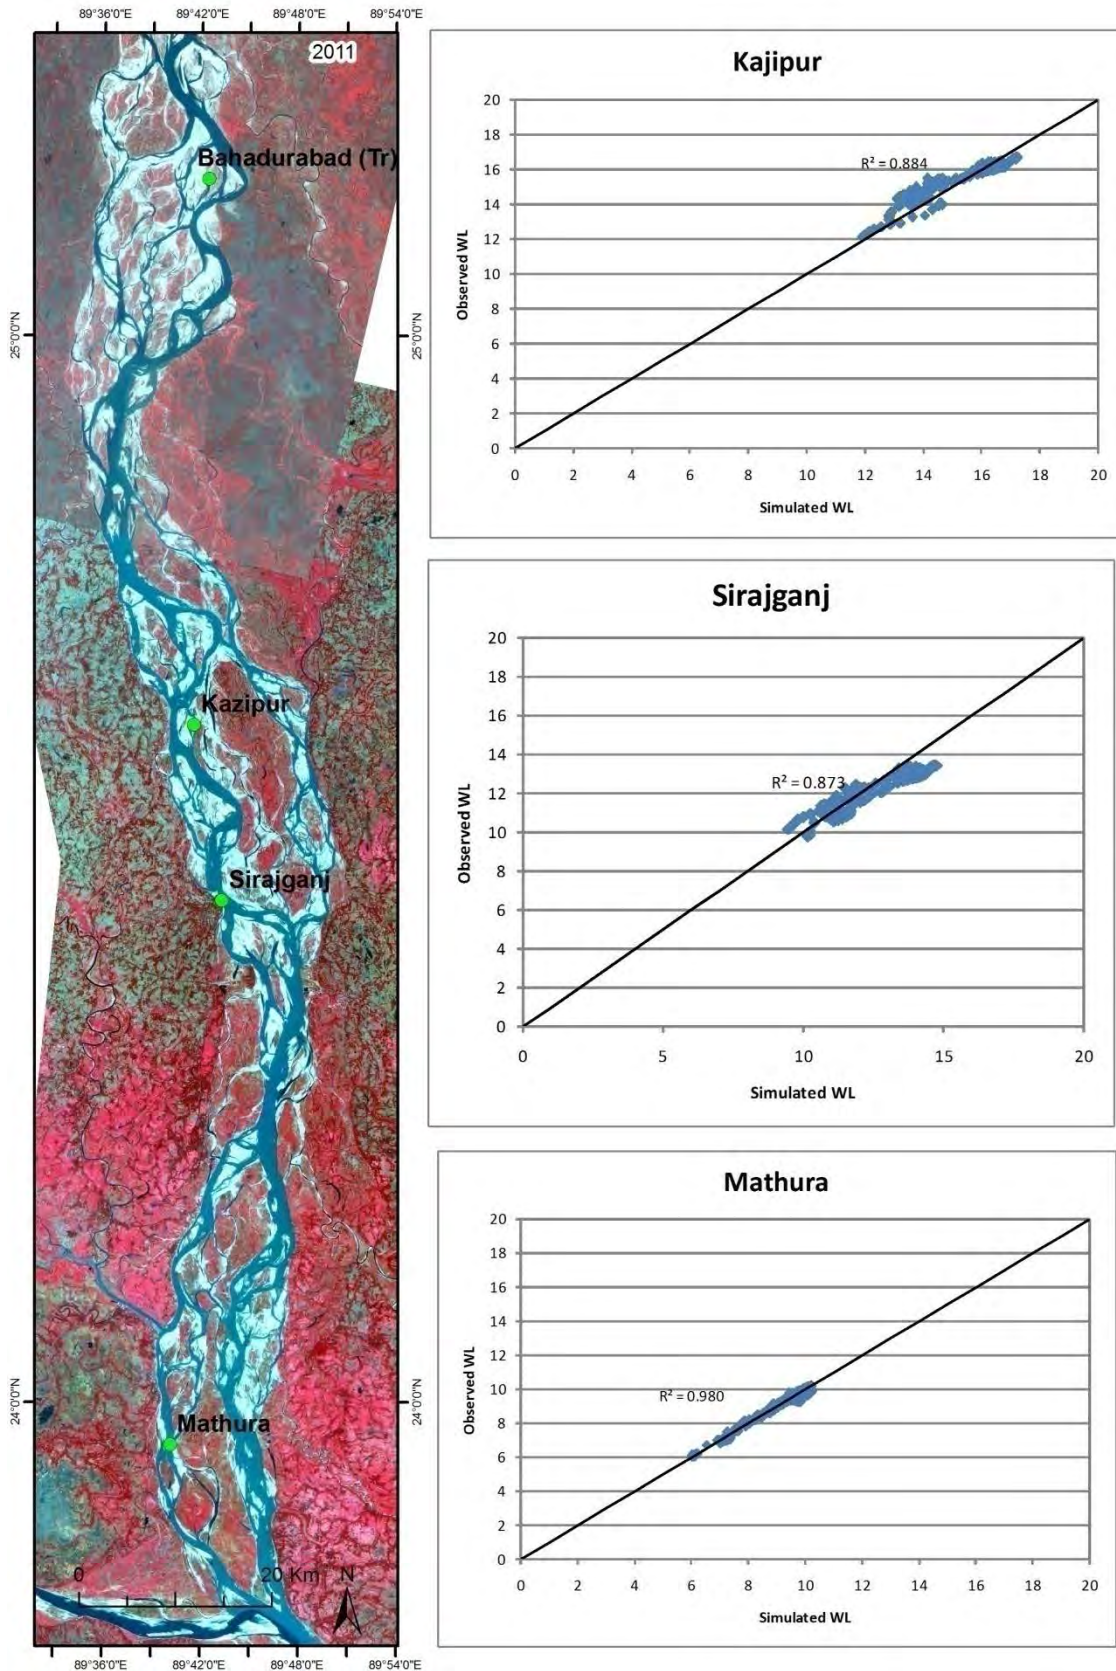 89°36'0"E 89°42'0"E 89°48'0"E 89°54'0"E
2011
Bahadurabad (Tr)
25°0'0"N
25°0'0"N
Kazipur
Sirajganj
24°0'0"N
24°0'0"N
Mathura
0 20 Km N
89°36'0"E 89°42'0"E 89°48'0"E 89°54'0"E
Kajipur
20
18
16
14
12
10
8
6
4
2
0
Observed WL
R² = 0.884
0 2 4 6 8 10 12 14 16 18 20
Simulated WL
Sirajganj
20
18
16
14
12
10
8
6
4
2
0
Observed WL
R² = 0.873
0 5 10 15 20
Simulated WL
Mathura
20
18
16
14
12
10
8
6
4
2
0
Observed WL
R² = 0.980
0 2 4 6 8 10 12 14 16 18 20
Simulated WL